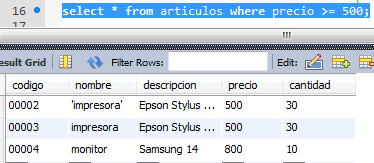 16 select * from articulos where precio >= 500;
17
esult Grid Filter Rows: Edit:
codigo nombre descripcion precio cantidad
00002 'impresora' Epson Stylus ... 500 30
00003 impresora Epson Stylus ... 500 30
00004 monitor Samsung 14 800 10